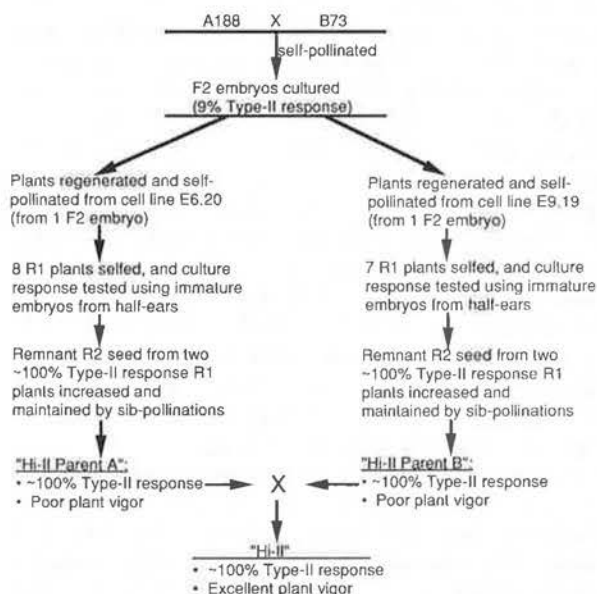 A188 X B73
self-pollinated
F2 embryos cultured
(9% Type-II response)
Plants regenerated and self-
pollinated from cell line E6.20
(from 1 F2 embryo)
8 R1 plants selfed, and culture
response tested using immature
embryos from half-ears
Remnant R2 seed from two
~100% Type-II response R1
plants increased and
maintained by sib-pollinations
"Hi-II Parent A":
• ~100% Type-II response
• Poor plant vigor
Plants regenerated and self-
pollinated from cell line E9.19
(from 1 F2 embryo)
7 R1 plants selfed, and culture
response tested using immature
embryos from half-ears
Remnant R2 seed from two
~100% Type-II response R1
plants increased and
maintained by sib-pollinations
"Hi-II Parent B":
• ~100% Type-II response
• Poor plant vigor
X
"Hi-II"
• ~100% Type-II response
• Excellent plant vigor